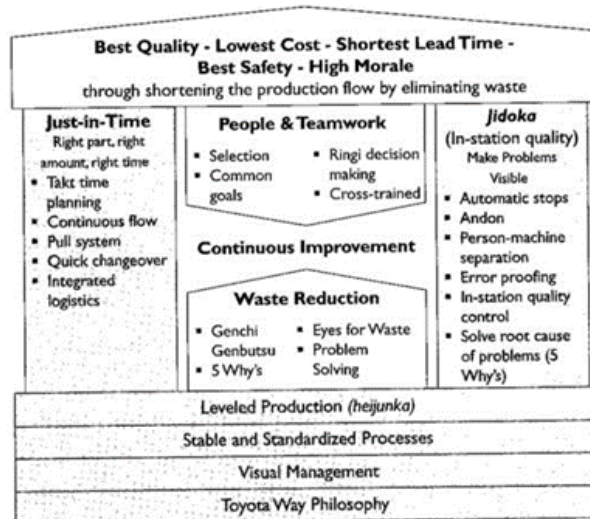 Best Quality - Lowest Cost - Shortest Lead Time -
Best Safety - High Morale
through shortening the production flow by eliminating waste
Just-in-Time
Right part, right
amount, right time
▪ Takt time
planning
▪ Continuous flow
▪ Pull system
▪ Quick changeover
▪ Integrated
logistics
People & Teamwork
▪ Selection
▪ Common
goals
▪ Ringi decision
making
▪ Cross-trained
Continuous Improvement
Waste Reduction
▪ Genchi
Genbutsu
▪ 5 Why's
▪ Eyes for Waste
▪ Problem
Solving
Jidoka
(In-station quality)
Make Problems
Visible
▪ Automatic stops
▪ Andon
▪ Person-machine
separation
▪ Error proofing
▪ In-station quality
control
▪ Solve root cause
of problems (5
Why's)
Leveled Production (heijunka)
Stable and Standardized Processes
Visual Management
Toyota Way Philosophy